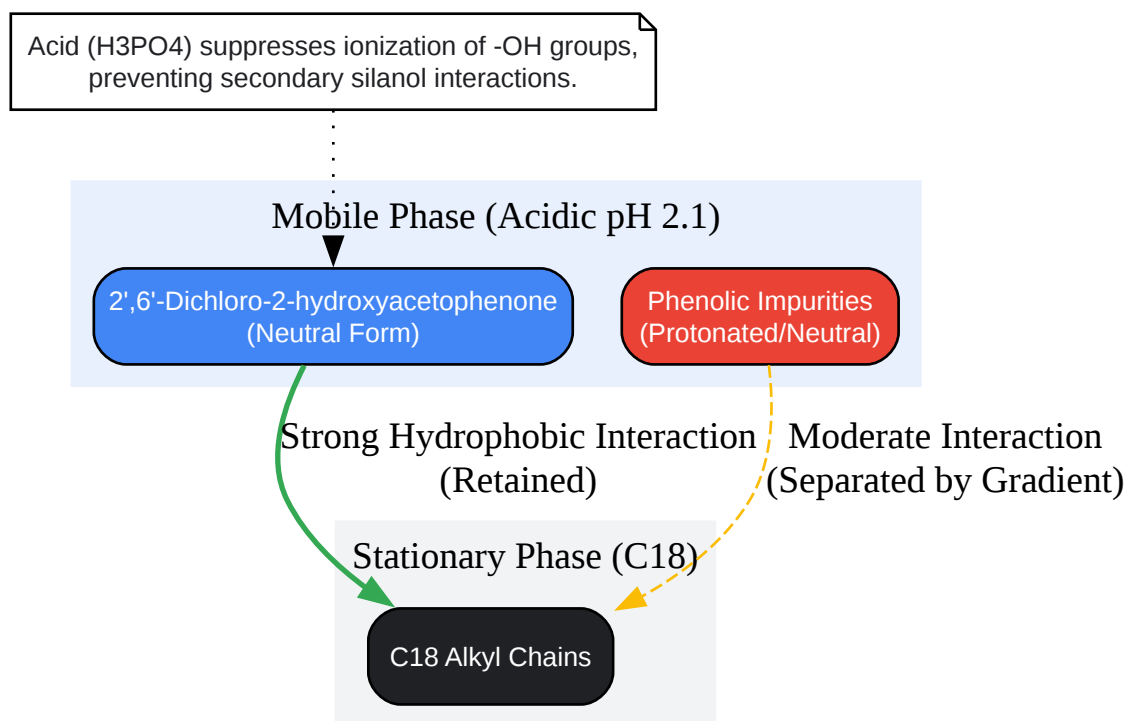 Acid (H3PO4) suppresses ionization of -OH groups,
preventing secondary silanol interactions.
Mobile Phase (Acidic pH 2.1)
2',6'-Dichloro-2-hydroxyacetophenone
(Neutral Form)
Phenolic Impurities
(Protonated/Neutral)
Strong Hydrophobic Interaction
(Retained)
Moderate Interaction
(Separated by Gradient)
Stationary Phase (C18)
C18 Alkyl Chains